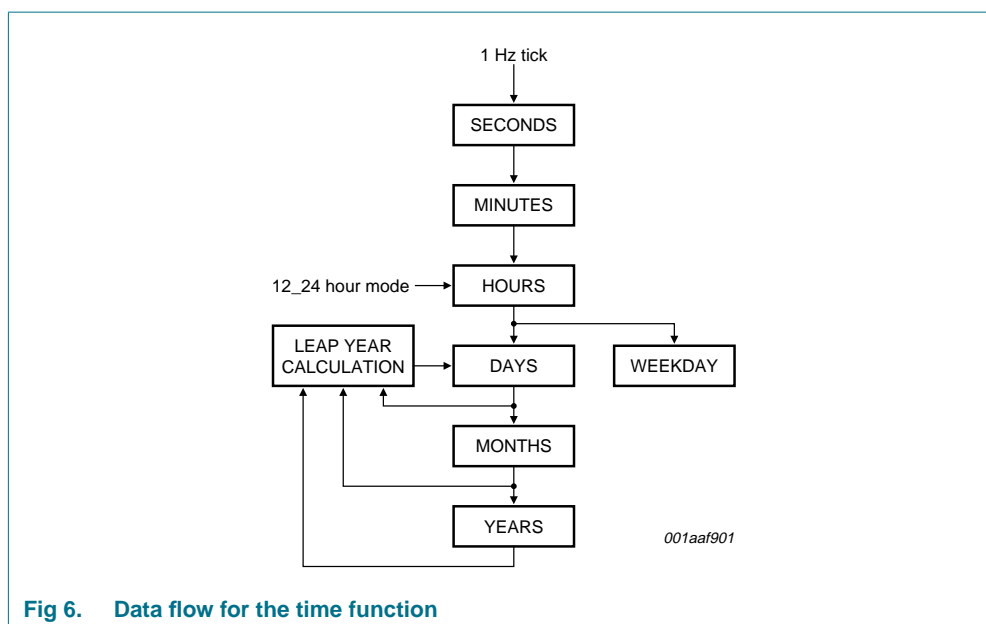 1 Hz tick
SECONDS
MINUTES
12_24 hour mode
HOURS
LEAP YEAR
CALCULATION
DAYS
WEEKDAY
MONTHS
YEARS
001aaf901
Fig 6. Data flow for the time function